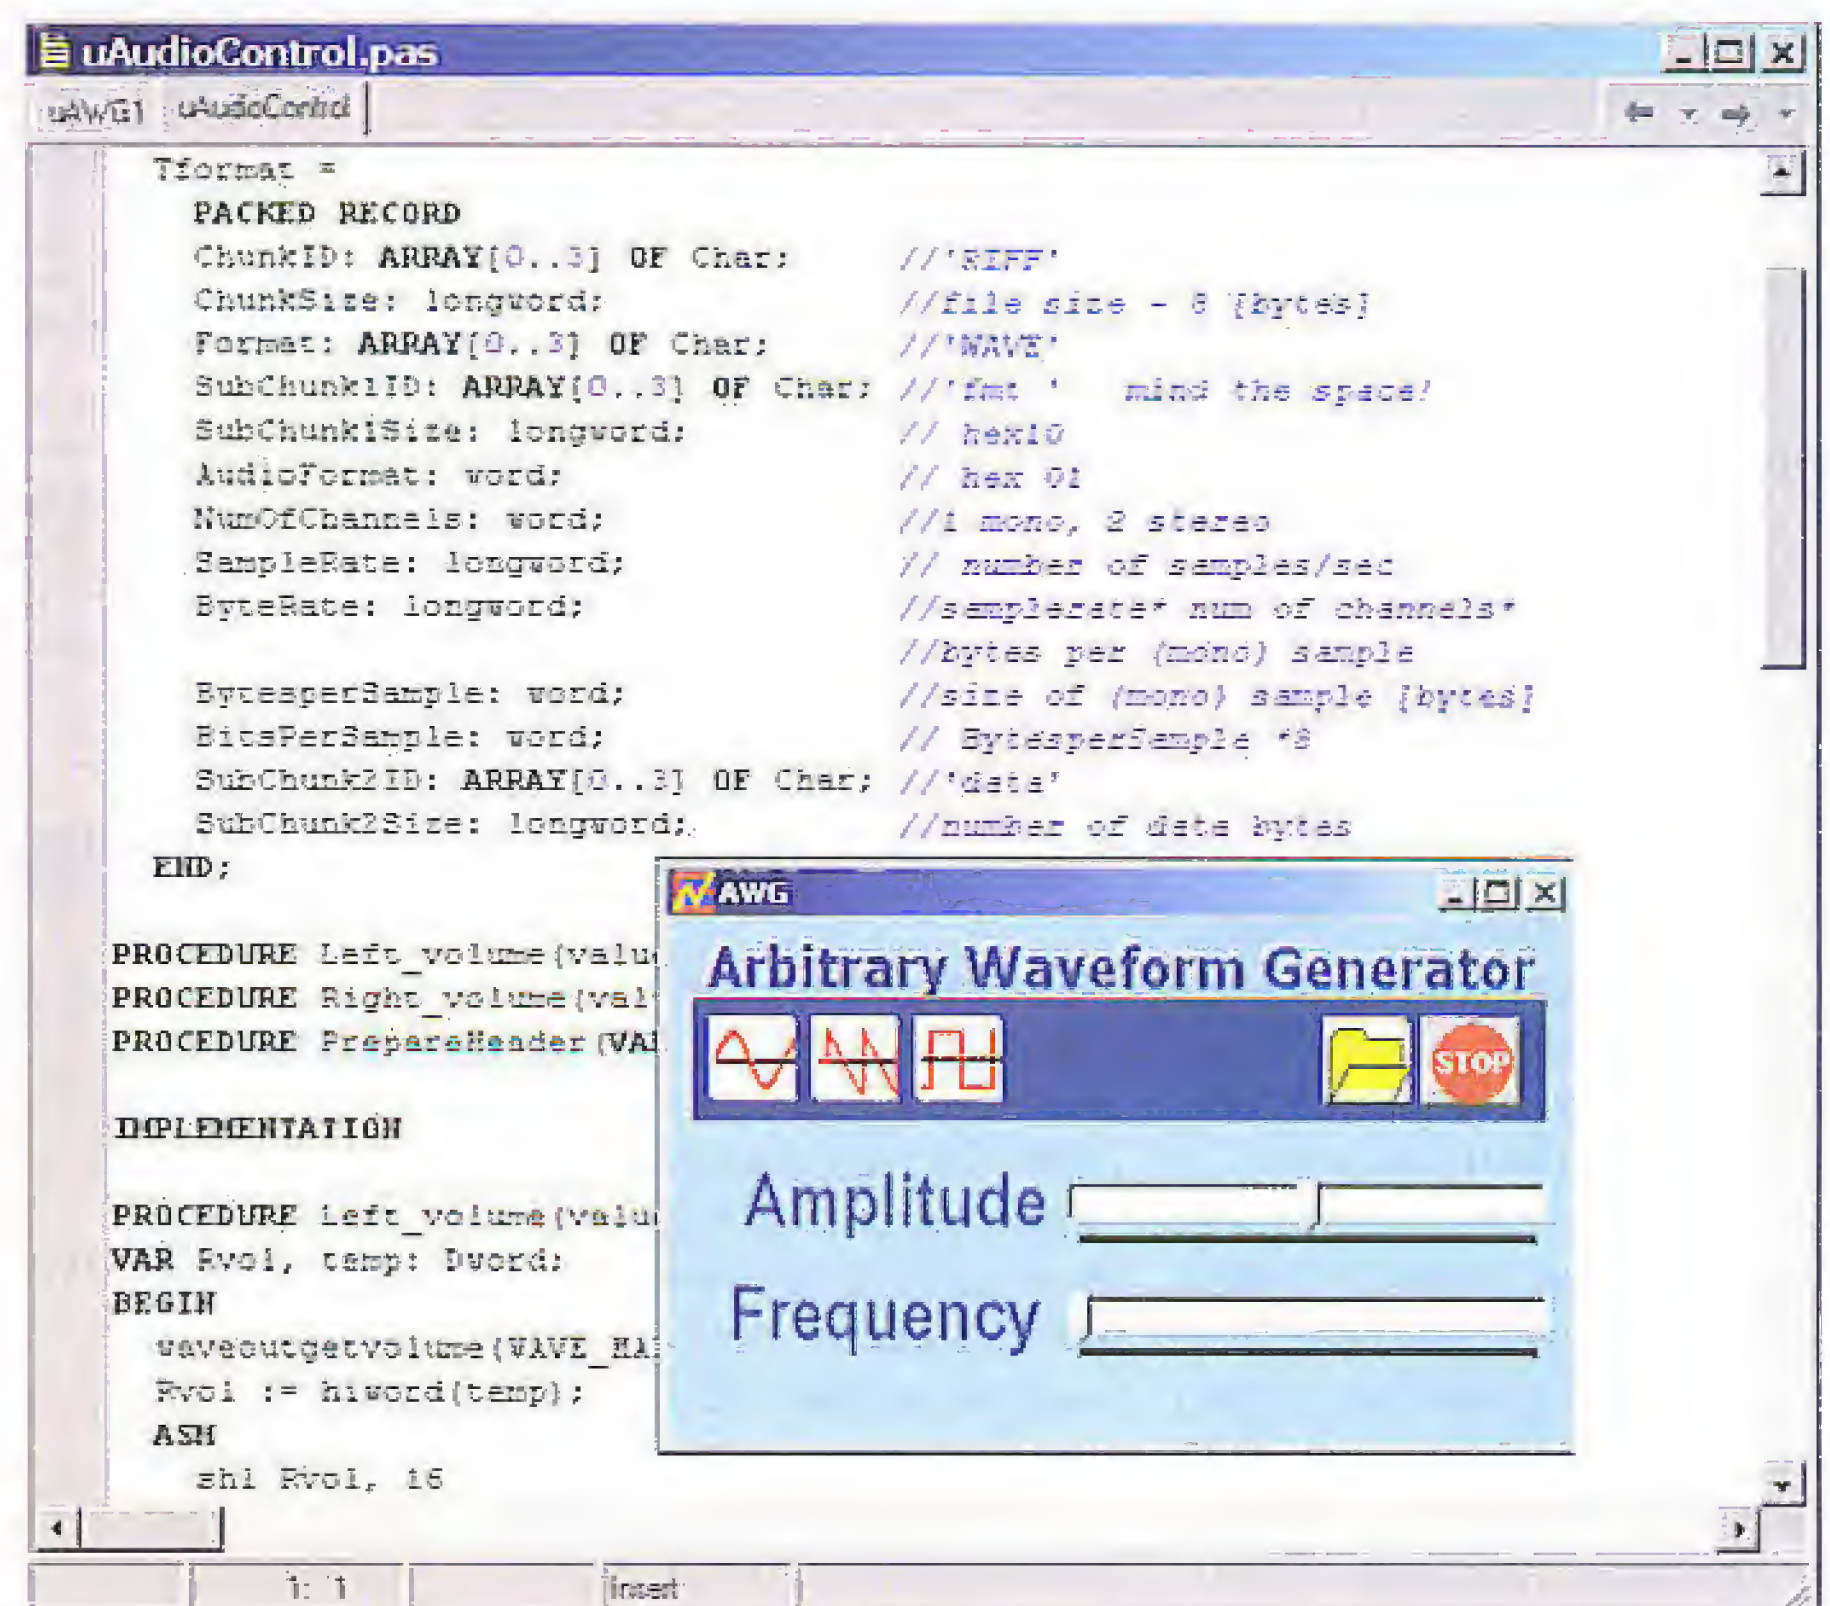 uAudioControl.pas
uAWG1 uAudioControl
Tformat =
PACKED RECORD
ChunkID: ARRAY[0..3] OF Char; //'RIFF'
ChunkSize: longword; //file size - 8 [bytes]
Format: ARRAY[0..3] OF Char; //'WAVE'
SubChunk1ID: ARRAY[0..3] OF Char; //'fmt ' mind the space!
SubChunk1Size: longword; // hex10
AudioFormat: word; // hex 01
NumOfChannels: word; //1 mono, 2 stereo
SampleRate: longword; // number of samples/sec
ByteRate: longword; //samplerate* num of channels*
//bytes per (mono) sample
BytesperSample: word; //size of (mono) sample [bytes]
BitsPerSample: word; // BytesperSample *8
SubChunk2ID: ARRAY[0..3] OF Char; //'data'
SubChunk2Size: longword; //number of data bytes
END;
PROCEDURE Left_volume(valu
PROCEDURE Right_volume(val
PROCEDURE PrepareHeader(VA
IMPLEMENTATION
PROCEDURE Left_volume(valu
VAR Rvol, temp: Dword;
BEGIN
waveoutgetvolume(WAVE_MA
Rvol := hiword(temp);
ASM
shl Rvol, 16
AWG
Arbitrary Waveform Generator
STOP
Amplitude
Frequency
1: 1 Insert